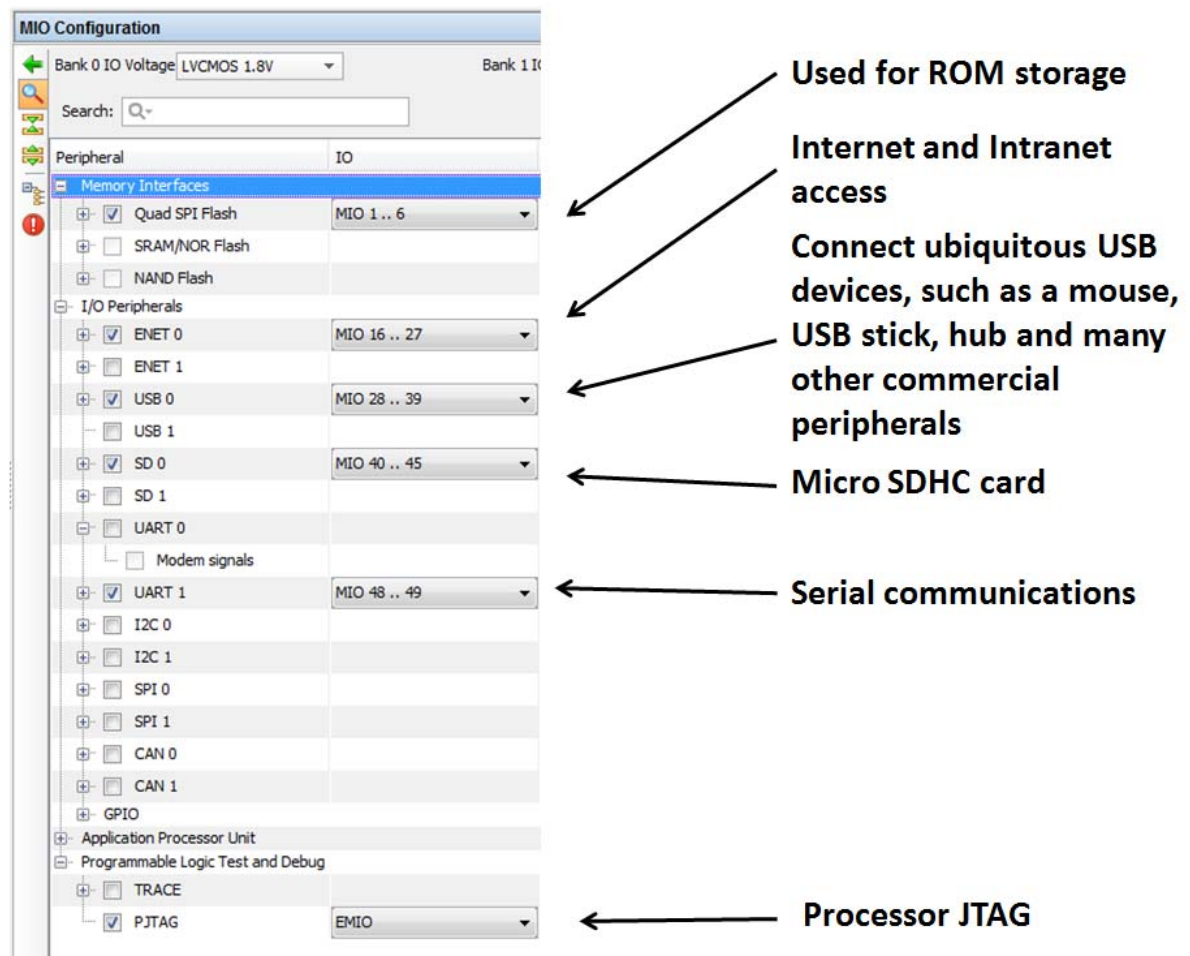 MIO Configuration
Bank 0 IO Voltage LVCMOS 1.8V Bank 1 I
Search:
Peripheral IO
Memory Interfaces
Quad SPI Flash MIO 1 .. 6
SRAM/NOR Flash
NAND Flash
I/O Peripherals
ENET 0 MIO 16 .. 27
ENET 1
USB 0 MIO 28 .. 39
USB 1
SD 0 MIO 40 .. 45
SD 1
UART 0
Modem signals
UART 1 MIO 48 .. 49
I2C 0
I2C 1
SPI 0
SPI 1
CAN 0
CAN 1
GPIO
Application Processor Unit
Programmable Logic Test and Debug
TRACE
PJTAG EMIO
Used for ROM storage
Internet and Intranet
access
Connect ubiquitous USB
devices, such as a mouse,
USB stick, hub and many
other commercial
peripherals
Micro SDHC card
Serial communications
Processor JTAG